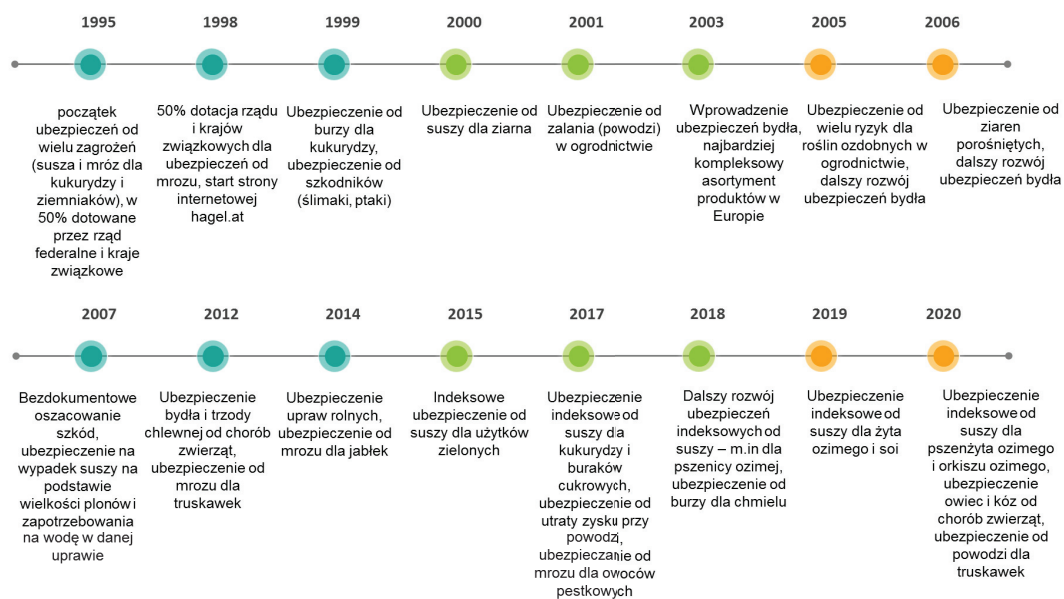 1995
początek
ubezpieczeń od
wielu zagrożeń
(susza i mróz dla
kukurydzy i
ziemniaków), w
50% dotowane
przez rząd
federalne i kraje
związkowe
1998
50% dotacja rządu
i krajów
związkowych dla
ubezpieczeń od
mrozu, start strony
internetowej
hagel.at
1999
Ubezpieczenie od
burzy dla
kukurydzy,
ubezpieczenie od
szkodników
(ślimaki, ptaki)
2000
Ubezpieczenie od
suszy dla ziarna
2001
Ubezpieczenie od
zalania (powodzi)
w ogrodnictwie
2003
Wprowadzenie
ubezpieczeń bydła,
najbardziej
kompleksowy
asortyment
produktów w
Europie
2005
Ubezpieczenie od
wielu ryzyk dla
roślin ozdobnych w
ogrodnictwie,
dalszy rozwój
ubezpieczeń bydła
2006
Ubezpieczenie od
ziaren
porośniętych,
dalszy rozwój
ubezpieczeń bydła
2007
Bezdokumentowe
oszacowanie
szkód,
ubezpieczenie na
wypadek suszy na
podstawie
wielkości plonów i
zapotrzebowania
na wodę w danej
uprawie
2012
Ubezpieczenie
bydła i trzody
chlewnej od chorób
zwierząt,
ubezpieczenie od
mrozu dla
truskawek
2014
Ubezpieczenie
upraw rolnych,
ubezpieczenie od
mrozu dla jabłek
2015
Indeksowe
ubezpieczenie od
suszy dla użytków
zielonych
2017
Ubezpieczenie
indeksowe od
suszy dla
kukurydzy i
buraków
cukrowych,
ubezpieczenie od
utraty zysku przy
powodzi,
ubezpieczanie od
mrozu dla owoców
pestkowych
2018
Dalszy rozwój
ubezpieczeń
indeksowych od
suszy – m.in dla
pszenicy ozimej,
ubezpieczenie od
burzy dla chmielu
2019
Ubezpieczenie
indeksowe od
suszy dla żyta
ozimego i soi
2020
Ubezpieczenie
indeksowe od
suszy dla
pszenżyta ozimego
i orkiszu ozimego,
ubezpieczenie
owiec i kóz od
chorób zwierząt,
ubezpieczenie od
powodzi dla
truskawek